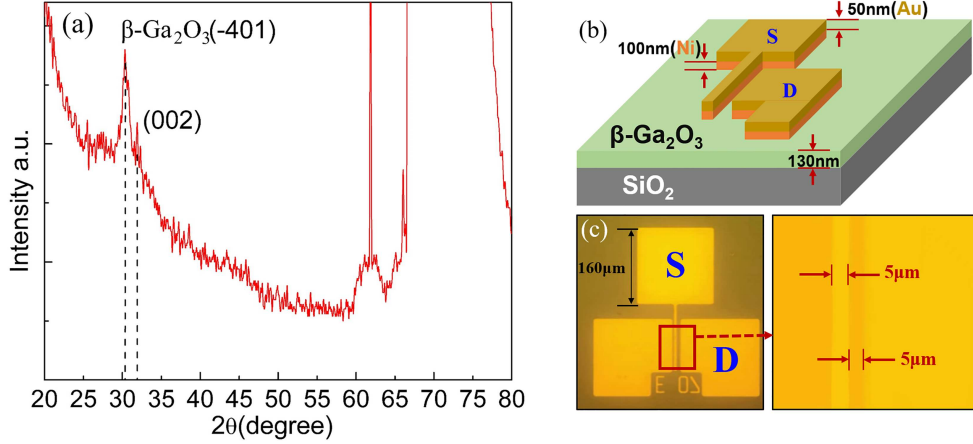 (a)
β-Ga₂O₃(-401)
(002)
Intensity a.u.
20 25 30 35 40 45 50 55 60 65 70 75 80
2θ(degree)
(b)
50nm(Au)
100nm(Ni)
S
D
β-Ga₂O₃
130nm
SiO₂
(c)
160μm
S
D
E 07
5μm
5μm